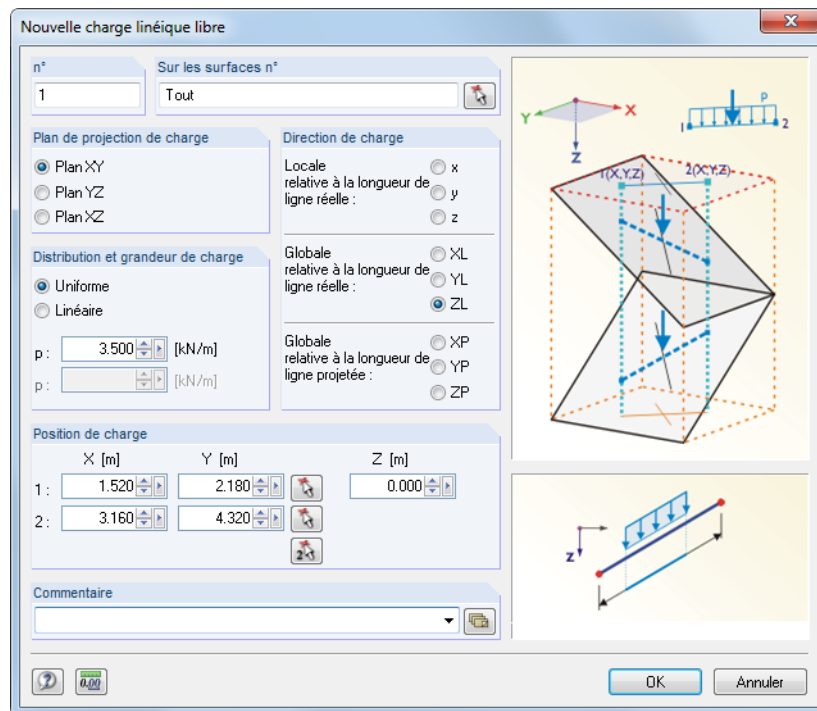 Nouvelle charge linéique libre
n°
Sur les surfaces n°
1
Tout
Plan de projection de charge
Plan XY
Plan YZ
Plan XZ
Direction de charge
Locale
relative à la longueur de
ligne réelle :
x
y
z
Distribution et grandeur de charge
Uniforme
Linéaire
p : 3.500 [kN/m]
p : [kN/m]
Globale
relative à la longueur de
ligne réelle :
XL
YL
ZL
Globale
relative à la longueur de
ligne projetée :
XP
YP
ZP
Position de charge
X [m] Y [m] Z [m]
1 : 1.520 2.180 0.000
2 : 3.160 4.320
2
Commentaire
0.00
OK
Annuler
Y X
Z
p
1 2
1(X,Y,Z) 2(X,Y,Z)
z